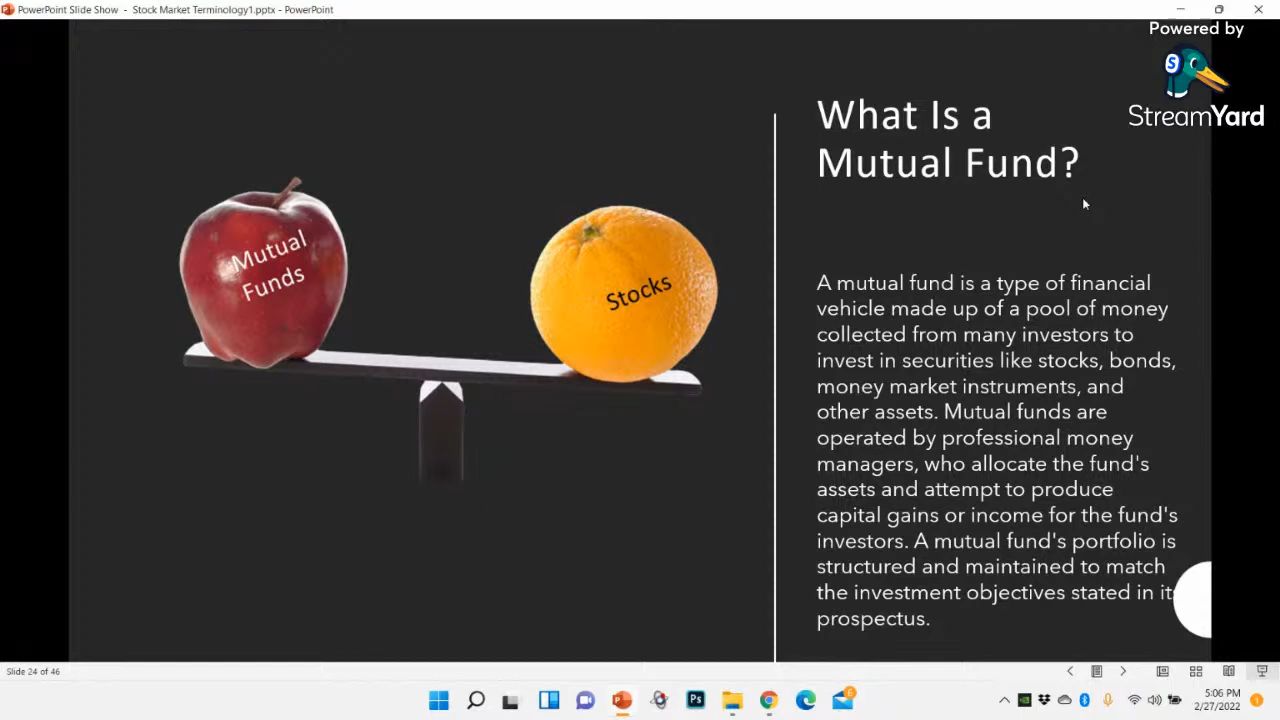 PowerPoint Slide Show - Stock Market Terminology1.pptx - PowerPoint
Powered by
S
StreamYard
What Is a
Mutual Fund?
Mutual
Funds
Stocks
A mutual fund is a type of financial
vehicle made up of a pool of money
collected from many investors to
invest in securities like stocks, bonds,
money market instruments, and
other assets. Mutual funds are
operated by professional money
managers, who allocate the fund's
assets and attempt to produce
capital gains or income for the fund's
investors. A mutual fund's portfolio is
structured and maintained to match
the investment objectives stated in it
prospectus.
Slide 24 of 46
Ps
6
5:06 PM
2/27/2022
1